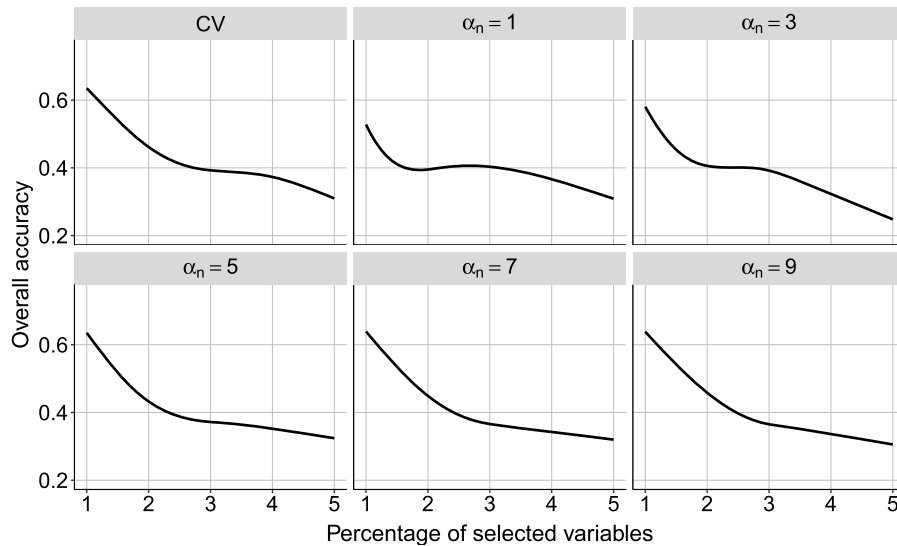 CV
αn = 1
αn = 3
0.6
0.4
0.2
αn = 5
αn = 7
αn = 9
0.6
0.4
0.2
1 2 3 4 5
1 2 3 4 5
1 2 3 4 5
Overall accuracy
Percentage of selected variables